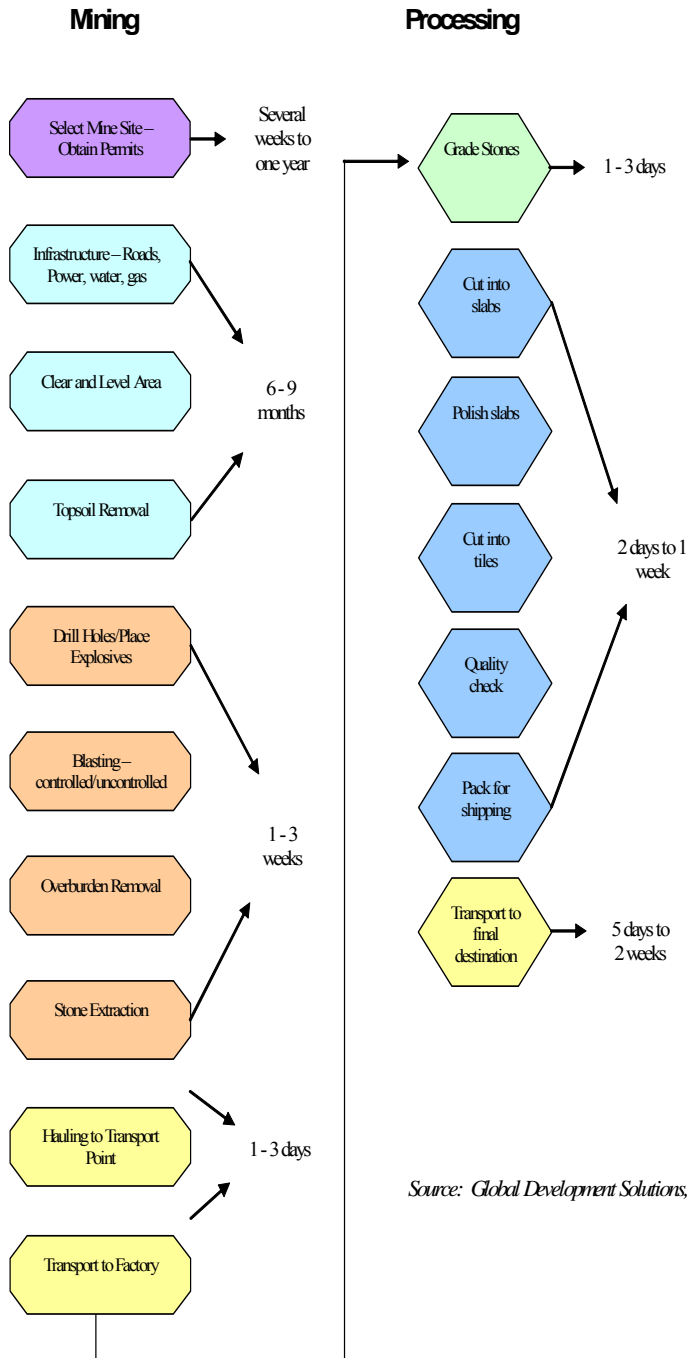 Mining
Select Mine Site –
Obtain Permits
Several
weeks to
one year
Infrastructure – Roads,
Power, water, gas
Clear and Level Area
6 - 9
months
Topsoil Removal
Drill Holes/Place
Explosives
Blasting –
controlled/uncontrolled
1 - 3
weeks
Overburden Removal
Stone Extraction
Hauling to Transport
Point
1 - 3 days
Transport to Factory
Processing
Grade Stones
1 - 3 days
Cut into
slabs
Polish slabs
Cut into
tiles
2 days to 1
week
Quality
check
Pack for
shipping
Transport to
final
destination
5 days to
2 weeks
Source: Global Development Solutions,